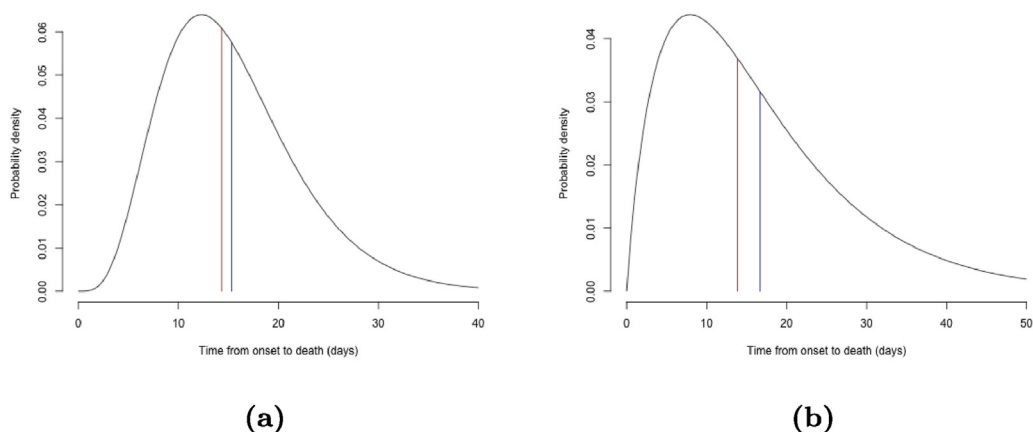 0.00 0.01 0.02 0.03 0.04 0.05 0.06
Probability density
0 10 20 30 40
Time from onset to death (days)
(a)
0.00 0.01 0.02 0.03 0.04
Probability density
0 10 20 30 40 50
Time from onset to death (days)
(b)